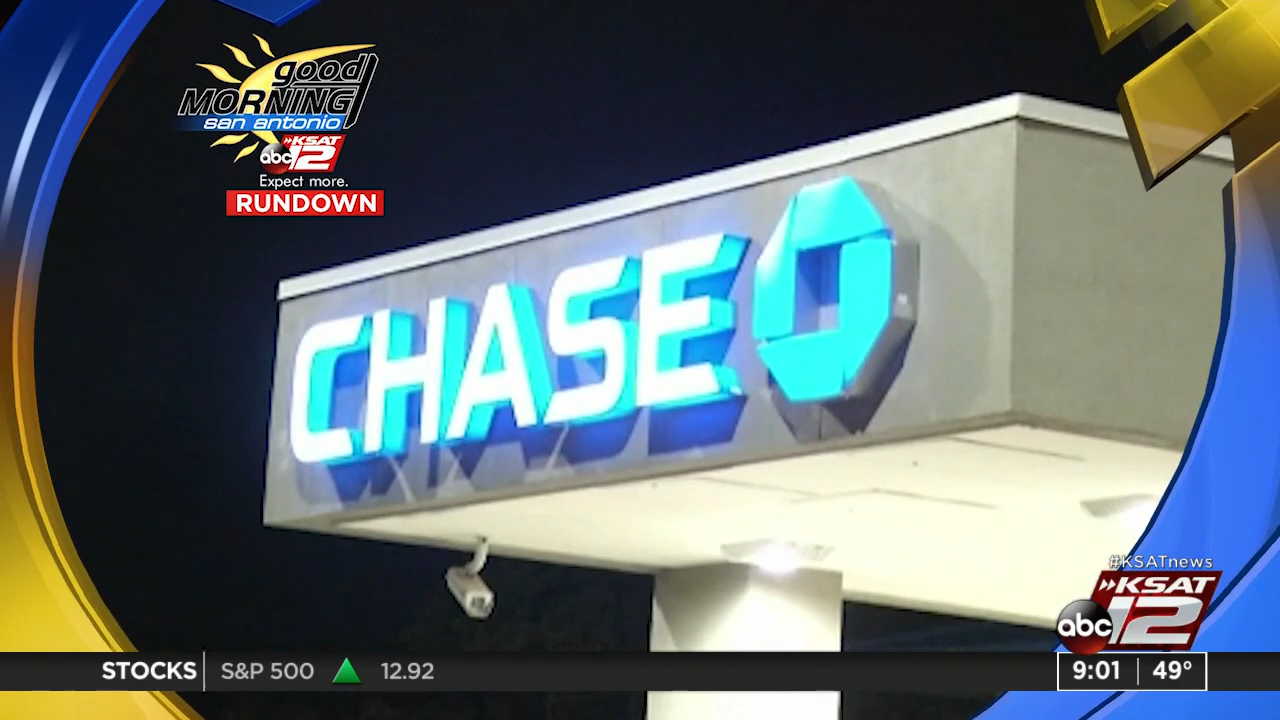 good
MORNING
san antonio
KSAT
abc 12
Expect more.
RUNDOWN
CHASE
#KSATnews
KSAT
abc 12
STOCKS S&P 500 12.92
9:01 49°